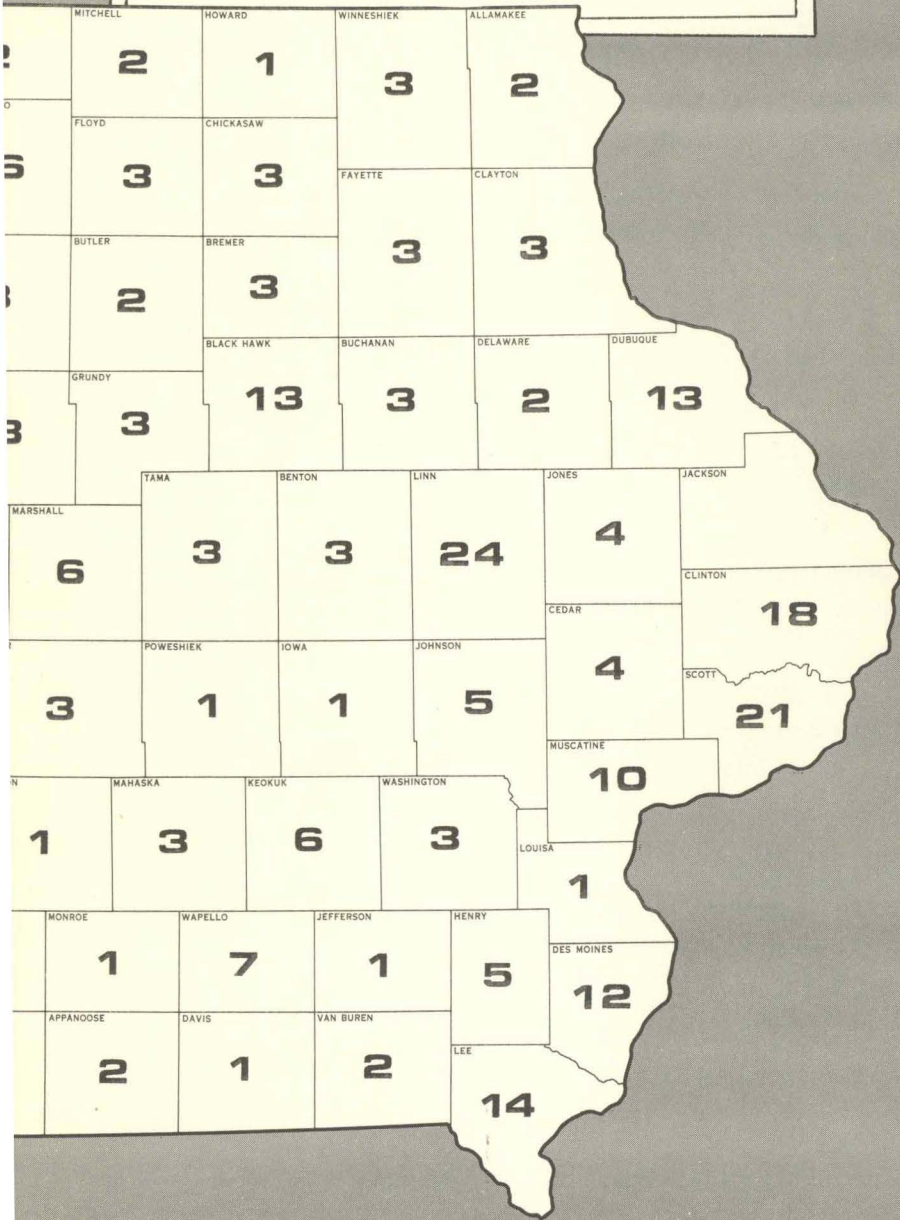 MITCHELL
2
HOWARD
1
WINNESHIEK
3
ALLAMAKEE
2
FLOYD
3
CHICKASAW
3
FAYETTE
3
CLAYTON
3
BUTLER
2
BREMER
3
BLACK HAWK
13
BUCHANAN
3
DELAWARE
2
DUBUQUE
13
GRUNDY
3
MARSHALL
6
TAMA
3
BENTON
3
LINN
24
JONES
4
JACKSON
CLINTON
18
CEDAR
4
R
3
POWESHIEK
1
IOWA
1
JOHNSON
5
SCOTT
21
MUSCATINE
10
N
1
MAHASKA
3
KEOKUK
6
WASHINGTON
3
LOUISA
1
MONROE
1
WAPELLO
7
JEFFERSON
1
HENRY
5
DES MOINES
12
APPANOOSE
2
DAVIS
1
VAN BUREN
2
LEE
14